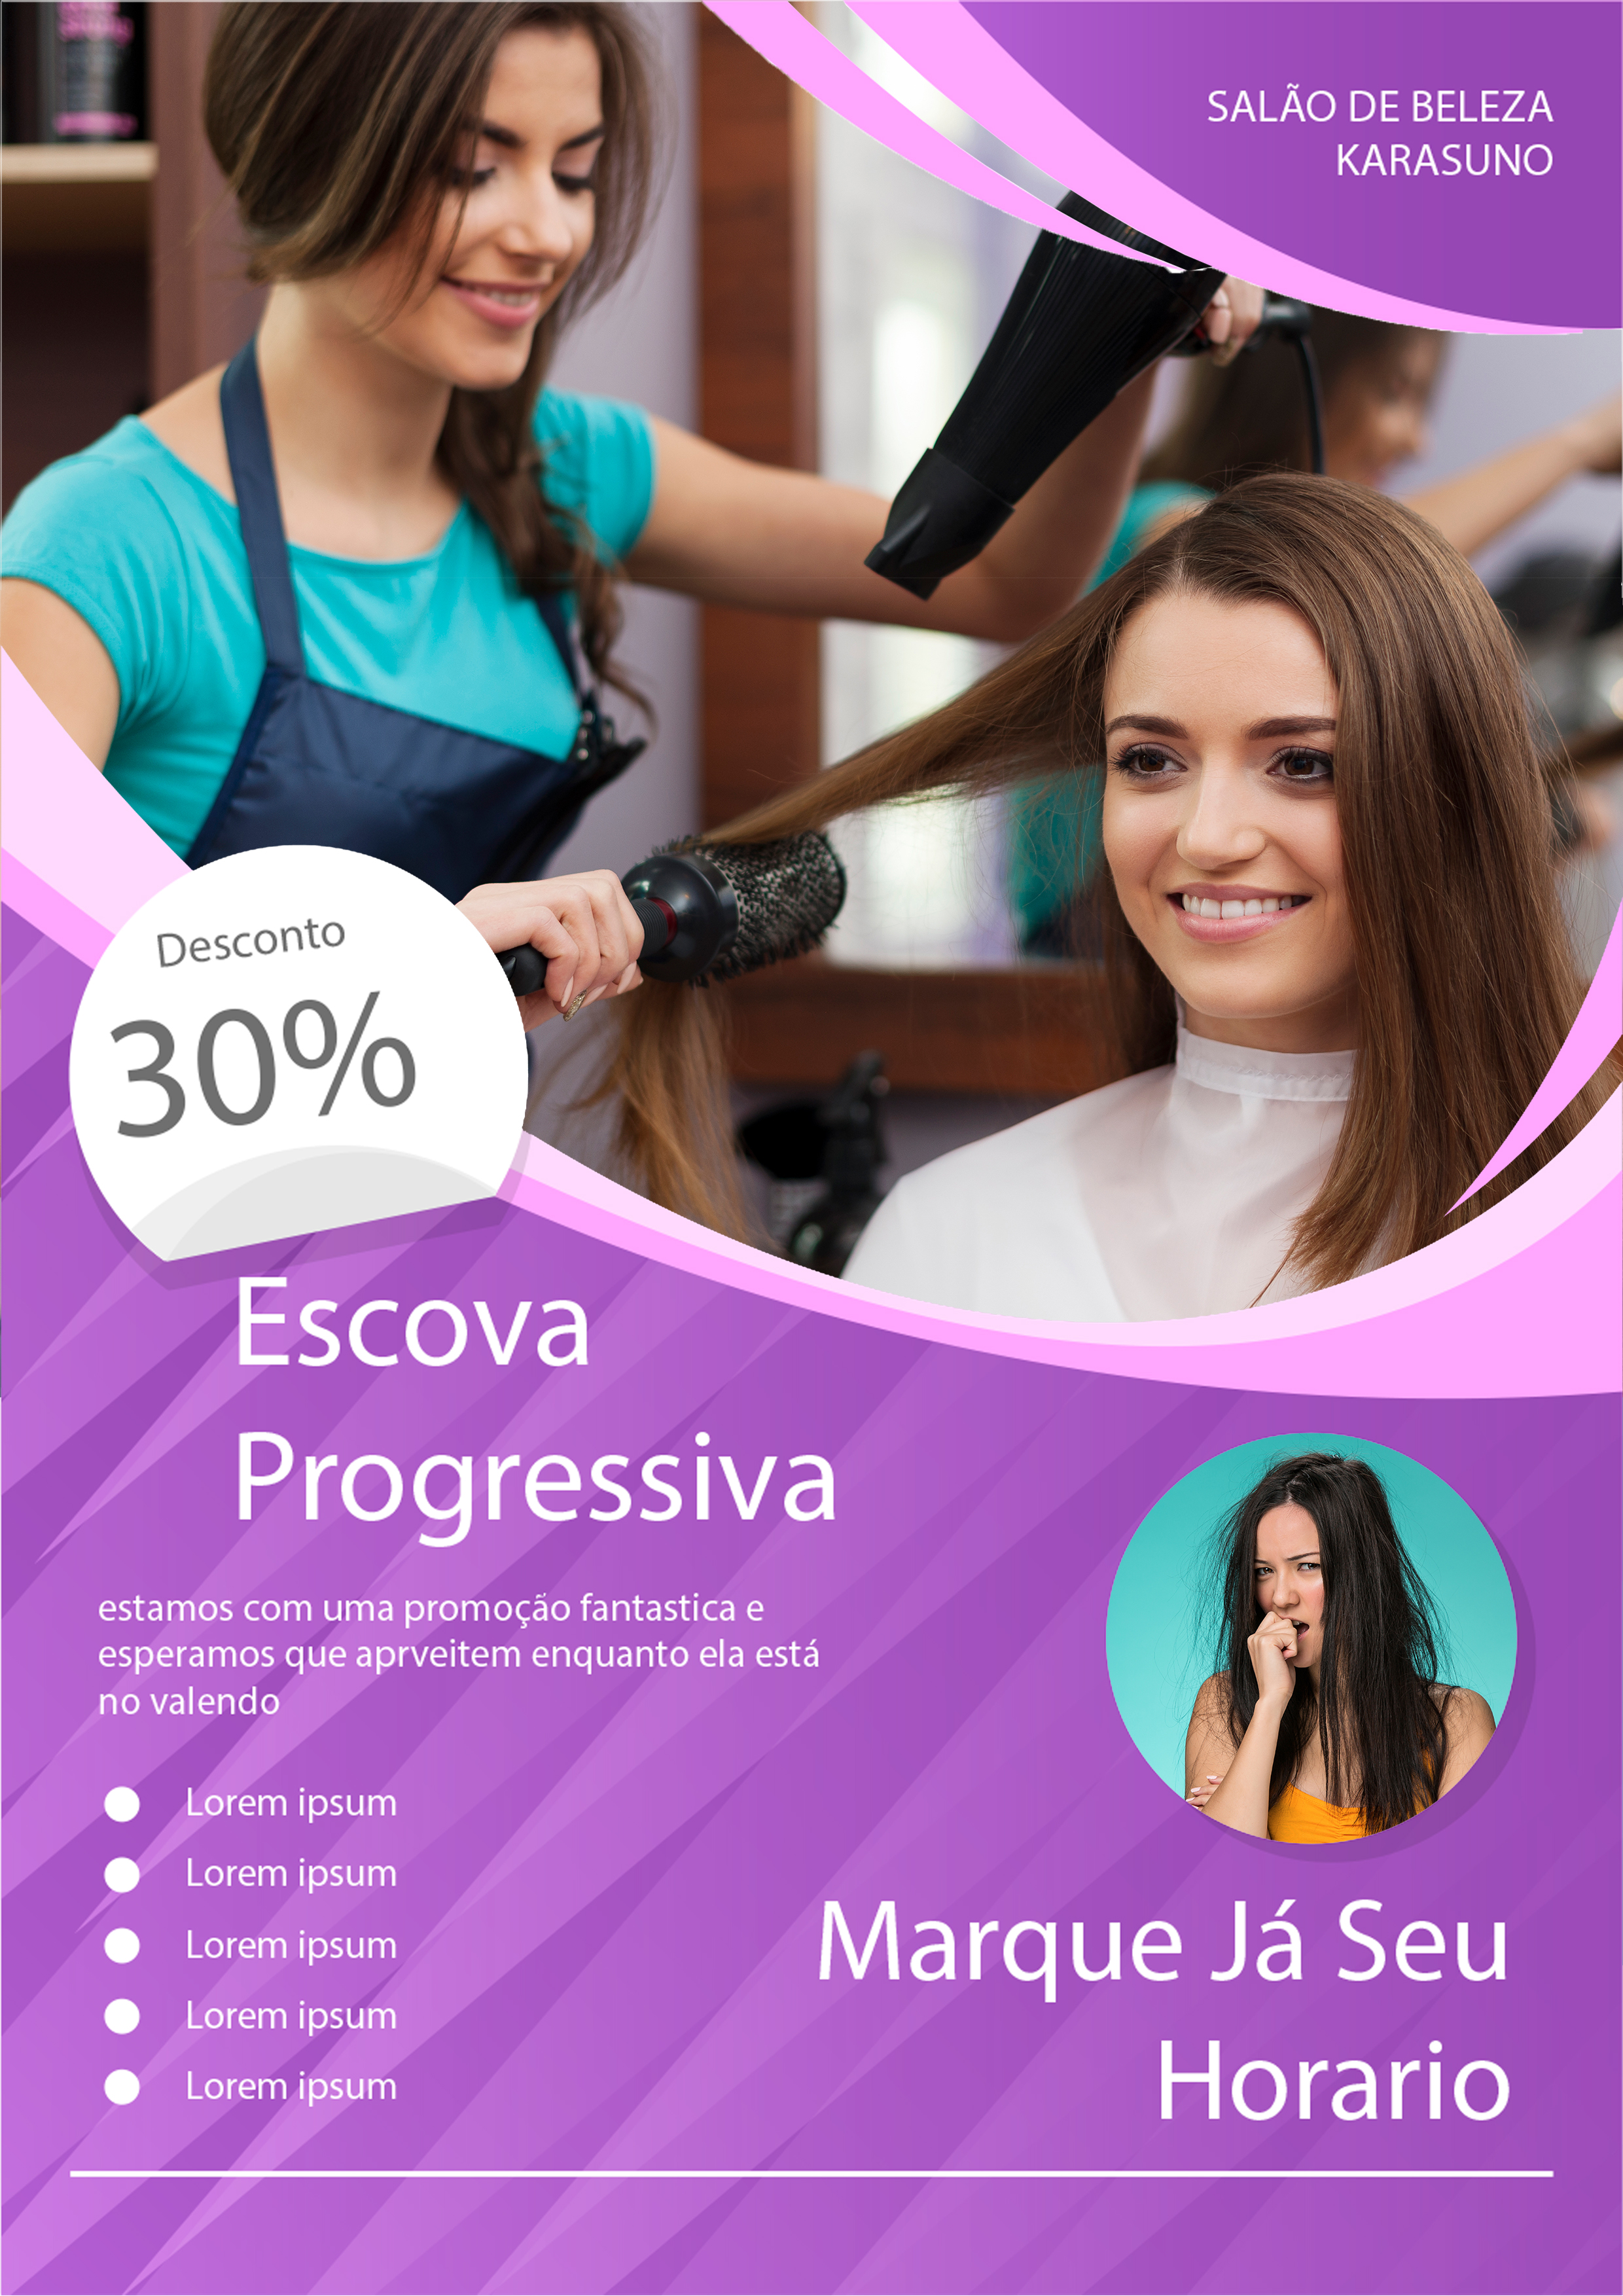 SALÃO DE BELEZA
KARASUNO
Desconto
30%
Escova
Progressiva
estamos com uma promoção fantastica e
esperamos que aprveitem enquanto ela está
no valendo
Lorem ipsum
Lorem ipsum
Lorem ipsum
Lorem ipsum
Lorem ipsum
Marque Já Seu
Horario